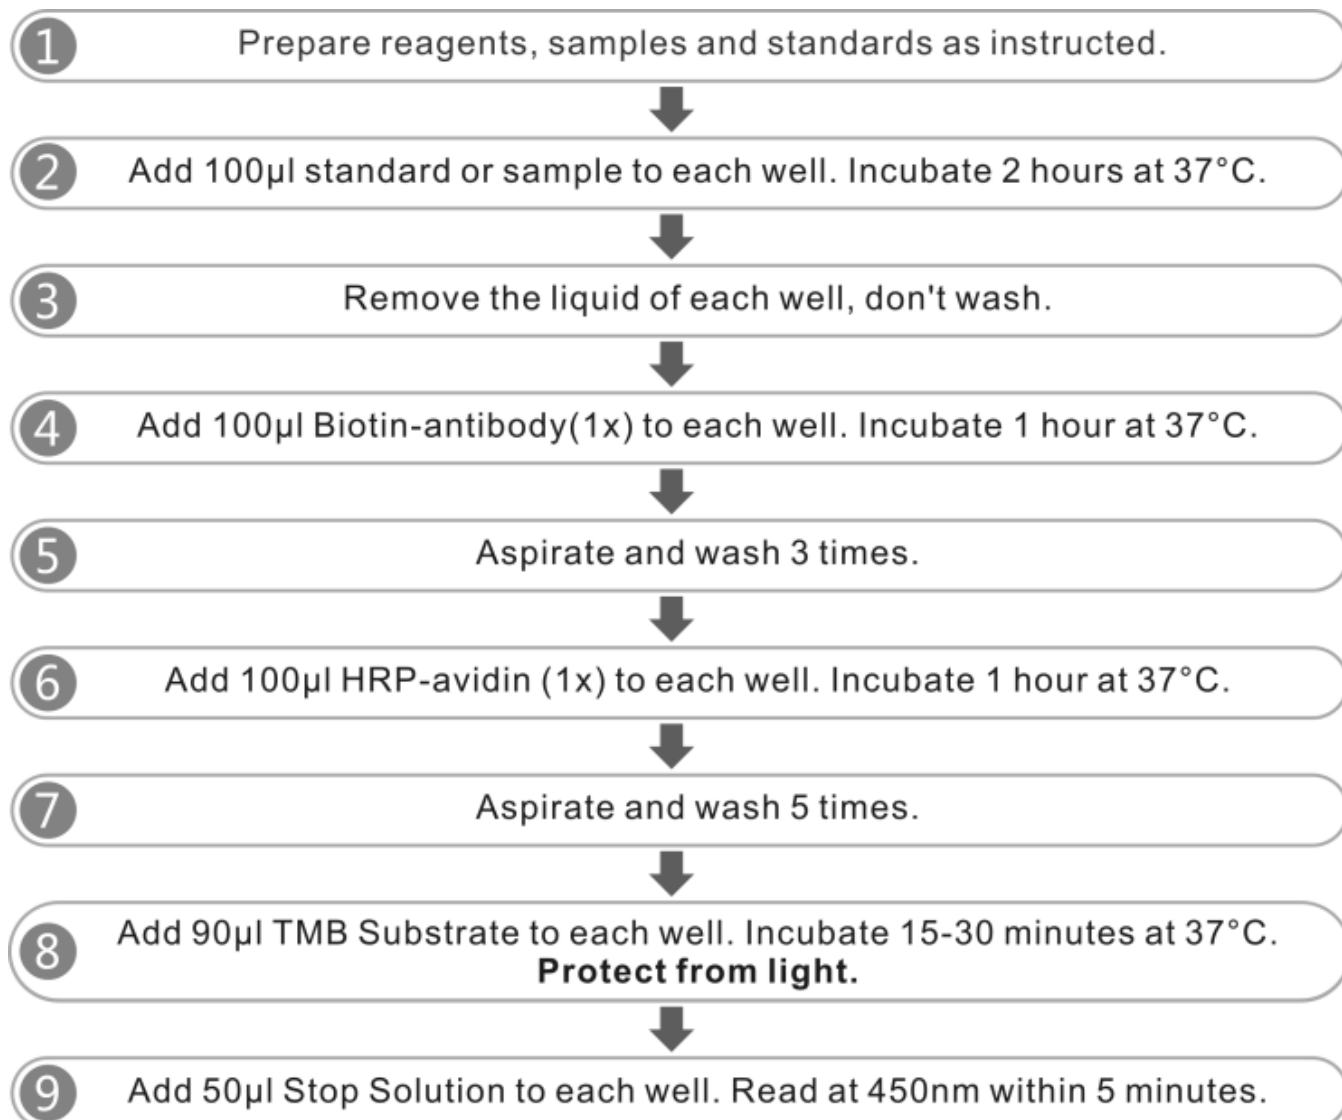 1 Prepare reagents, samples and standards as instructed.
2 Add 100µl standard or sample to each well. Incubate 2 hours at 37°C.
3 Remove the liquid of each well, don't wash.
4 Add 100µl Biotin-antibody(1x) to each well. Incubate 1 hour at 37°C.
5 Aspirate and wash 3 times.
6 Add 100µl HRP-avidin (1x) to each well. Incubate 1 hour at 37°C.
7 Aspirate and wash 5 times.
8 Add 90µl TMB Substrate to each well. Incubate 15-30 minutes at 37°C.
Protect from light.
9 Add 50µl Stop Solution to each well. Read at 450nm within 5 minutes.